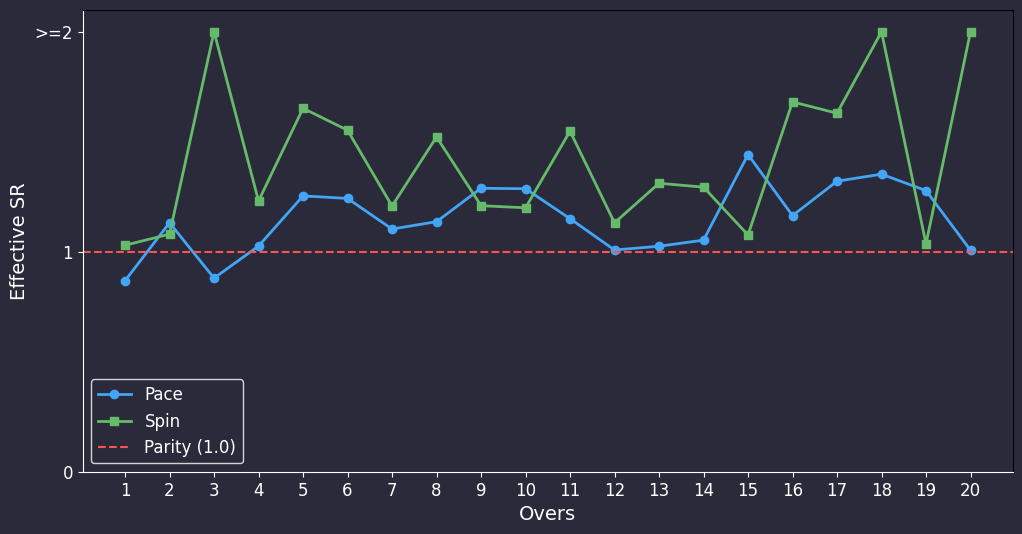 >=2
1
0
Effective SR
Pace
Spin
Parity (1.0)
1 2 3 4 5 6 7 8 9 10 11 12 13 14 15 16 17 18 19 20
Overs